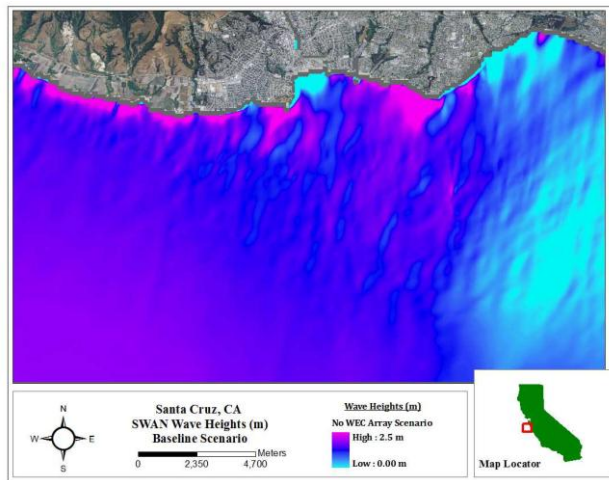 N
W E
S
Santa Cruz, CA
SWAN Wave Heights (m)
Baseline Scenario
Meters
0 2,350 4,700
Wave Heights (m)
No WEC Array Scenario
High : 2.5 m
Low : 0.00 m
Map Locator